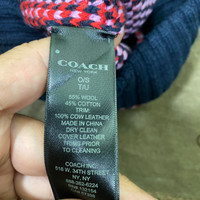 COACH
NEW YORK
O/S
T/U
55% WOOL
45% COTTON
TRIM:
100% COW LEATHER
MADE IN CHINA
DRY CLEAN
COVER LEATHER
ITEMS PRIOR
TO CLEANING
COACH INC.
516 W. 34TH STREET
NY, NY